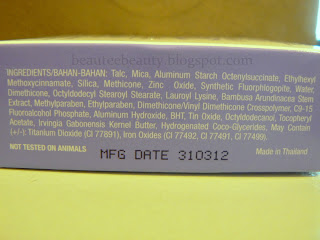 beauteebeauty.blogspot.com
INGREDIENTS/BAHAN-BAHAN: Talc, Mica, Aluminum Starch Octenylsuccinate, Ethylhexyl
Methoxycinnamate, Silica, Methicone, Zinc Oxide, Synthetic Fluorphlogopite, Water,
Dimethicone, Octyldodecyl Stearoyl Stearate, Lauroyl Lysine, Bambusa Arundinacea Stem
Extract, Methylparaben, Ethylparaben, Dimethicone/Vinyl Dimethicone Crosspolymer, C9-15
Fluoroalcohol Phosphate, Aluminum Hydroxide, BHT, Tin Oxide, Octyldodecanol, Tocopheryl
Acetate, Irvingia Gabonensis Kernel Butter, Hydrogenated Coco-Glycerides, May Contain
(+/-): Titanium Dioxide (CI 77891), Iron Oxides (CI 77492, CI 77491, CI 77499).
NOT TESTED ON ANIMALS MFG DATE 310312 Made in Thailand